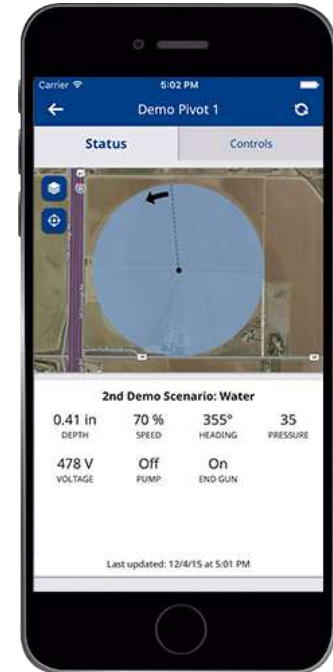 Carrier 5:02 PM
Demo Pivot 1
Status Controls
2nd Demo Scenario: Water
0.41 in 70 % 355° 35
DEPTH SPEED HEADING PRESSURE
478 V Off On
VOLTAGE PUMP END GUN
Last updated: 12/4/15 at 5:01 PM